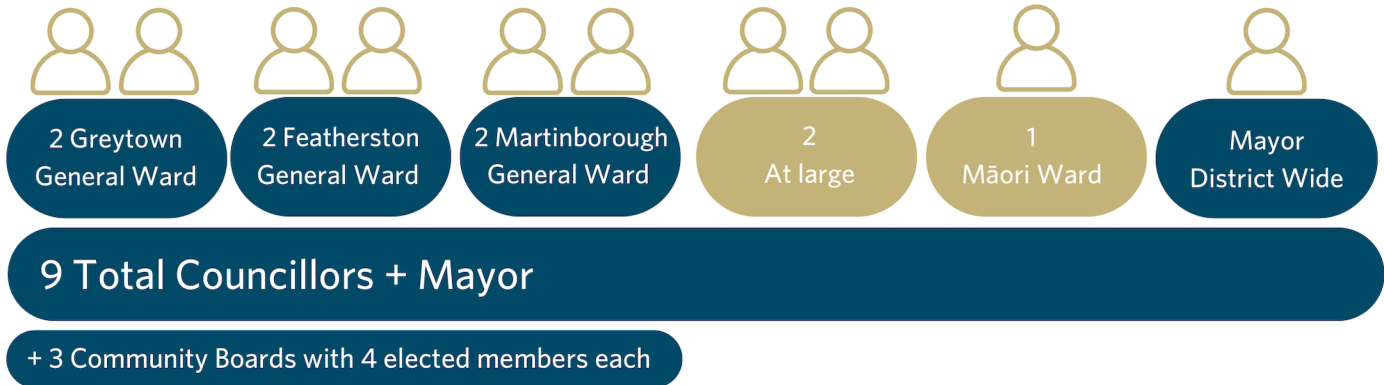 2 Greytown
General Ward
2 Featherston
General Ward
2 Martinborough
General Ward
2
At large
1
Māori Ward
Mayor
District Wide
9 Total Councillors + Mayor
+ 3 Community Boards with 4 elected members each